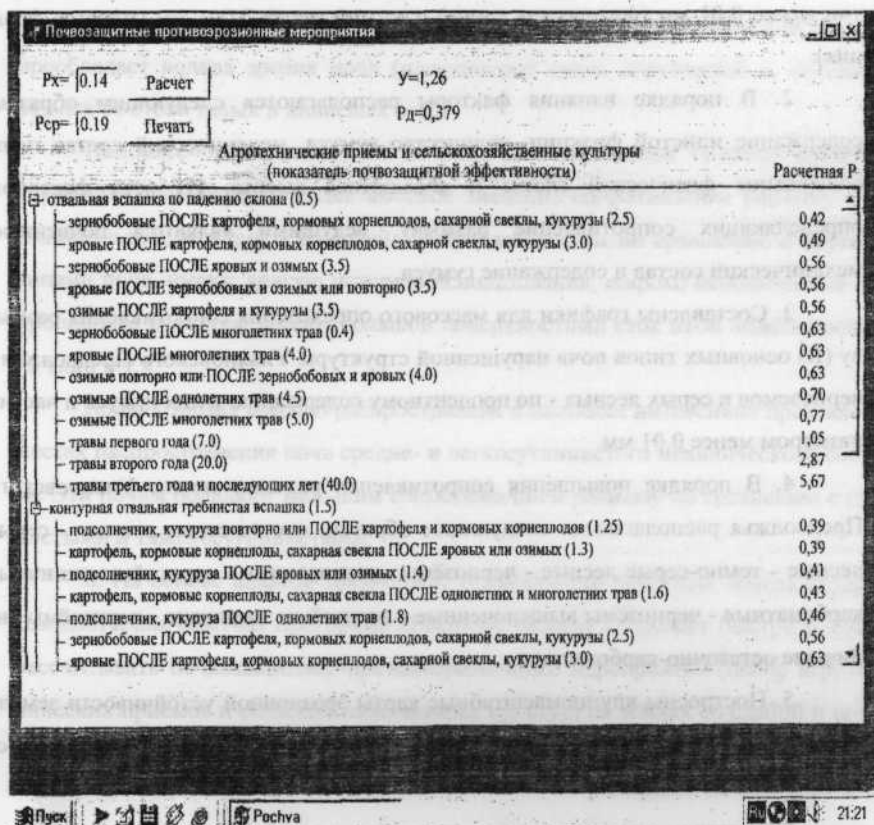 Почвозащитные противоэрозионные мероприятия
Рх= 0.14 Расчет У=1,26
Рср= 0.19 Печать Рд=0,379
Агротехнические приемы и сельскохозяйственные культуры
(показатель почвозащитной эффективности) Расчетная Р
отвальная вспашка по падению склона (0.5)
зернобобовые ПОСЛЕ картофеля, кормовых корнеплодов, сахарной свеклы, кукурузы (2.5) 0,42
яровые ПОСЛЕ картофеля, кормовых корнеплодов, сахарной свеклы, кукурузы (3.0) 0,49
зернобобовые ПОСЛЕ яровых и озимых (3.5) 0,56
яровые ПОСЛЕ зернобобовых и озимых или повторно (3.5) 0,56
озимые ПОСЛЕ картофеля и кукурузы (3.5) 0,56
зернобобовые ПОСЛЕ многолетних трав (0.4) 0,63
яровые ПОСЛЕ многолетних трав (4.0) 0,63
озимые повторно или ПОСЛЕ зернобобовых и яровых (4.0) 0,63
озимые ПОСЛЕ однолетних трав (4.5) 0,70
озимые ПОСЛЕ многолетних трав (5.0) 0,77
травы первого года (7.0) 1,05
травы второго года (20.0) 2,87
травы третьего года и последующих лет (40.0) 5,67
контурная отвальная гребнистая вспашка (1.5)
подсолнечник, кукуруза повторно или ПОСЛЕ картофеля и кормовых корнеплодов (1.25) 0,39
картофель, кормовые корнеплоды, сахарная свекла ПОСЛЕ яровых или озимых (1.3) 0,39
подсолнечник, кукуруза ПОСЛЕ яровых или озимых (1.4) 0,41
картофель, кормовые корнеплоды, сахарная свекла ПОСЛЕ однолетних и многолетних трав (1.6) 0,43
подсолнечник, кукуруза ПОСЛЕ однолетних трав (1.8) 0,46
зернобобовые ПОСЛЕ картофеля, кормовых корнеплодов, сахарной свеклы, кукурузы (2.5) 0,56
яровые ПОСЛЕ картофеля, кормовых корнеплодов, сахарной свеклы, кукурузы (3.0) 0,63
Пуск Pochva Ru 21:21